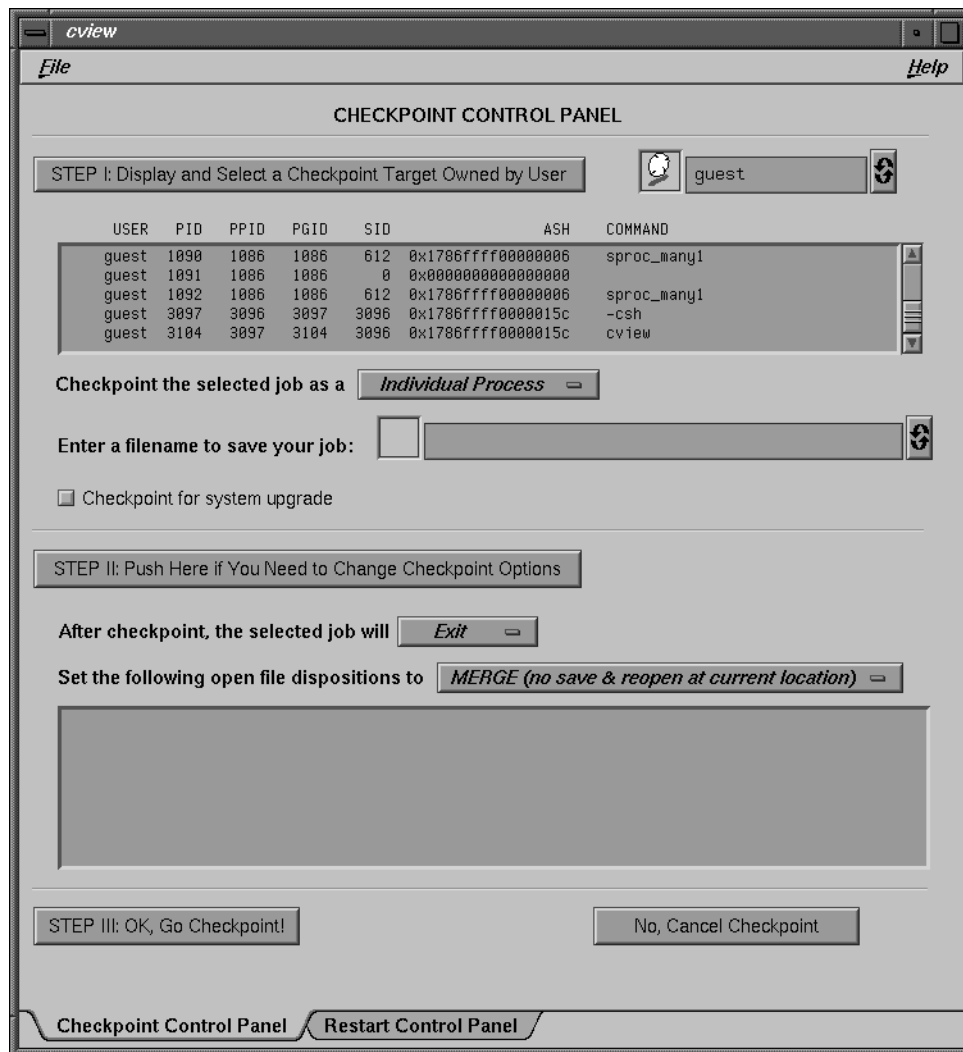 cview
File Help
CHECKPOINT CONTROL PANEL
STEP I: Display and Select a Checkpoint Target Owned by User guest
USER PID PPID PGID SID ASH COMMAND
guest 1090 1086 1086 612 0x1786ffff00000006 sproc_many1
guest 1091 1086 1086 0 0x0000000000000000
guest 1092 1086 1086 612 0x1786ffff00000006 sproc_many1
guest 3097 3096 3097 3096 0x1786ffff0000015c -csh
guest 3104 3097 3104 3096 0x1786ffff0000015c cview
Checkpoint the selected job as a Individual Process
Enter a filename to save your job:
Checkpoint for system upgrade
STEP II: Push Here if You Need to Change Checkpoint Options
After checkpoint, the selected job will Exit
Set the following open file dispositions to MERGE (no save & reopen at current location)
STEP III: OK, Go Checkpoint! No, Cancel Checkpoint
Checkpoint Control Panel Restart Control Panel